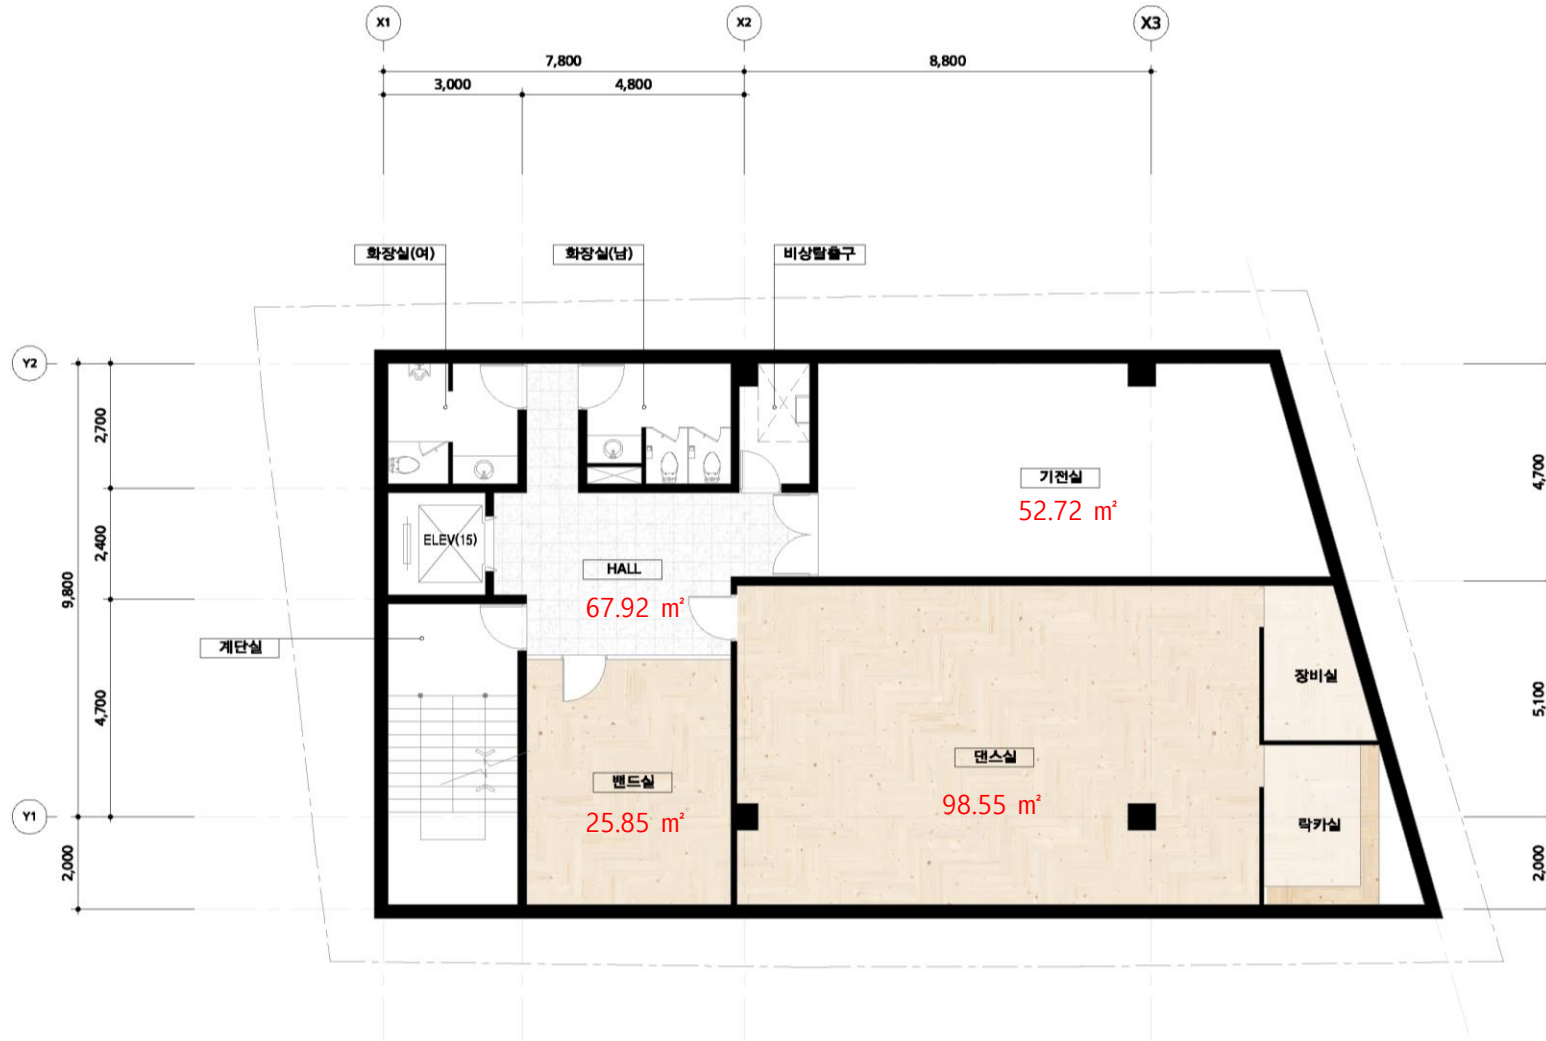 X1
X2
X3
7,800
8,800
3,000
4,800
화장실(여)
화장실(남)
비상탈출구
Y2
2,700
4,700
기전실
52.72 ㎡
2,400
ELEV(15)
HALL
9,800
67.92 ㎡
계단실
장비실
4,700
5,100
댄스실
밴드실
98.55 ㎡
Y1
25.85 ㎡
락카실
2,000
2,000